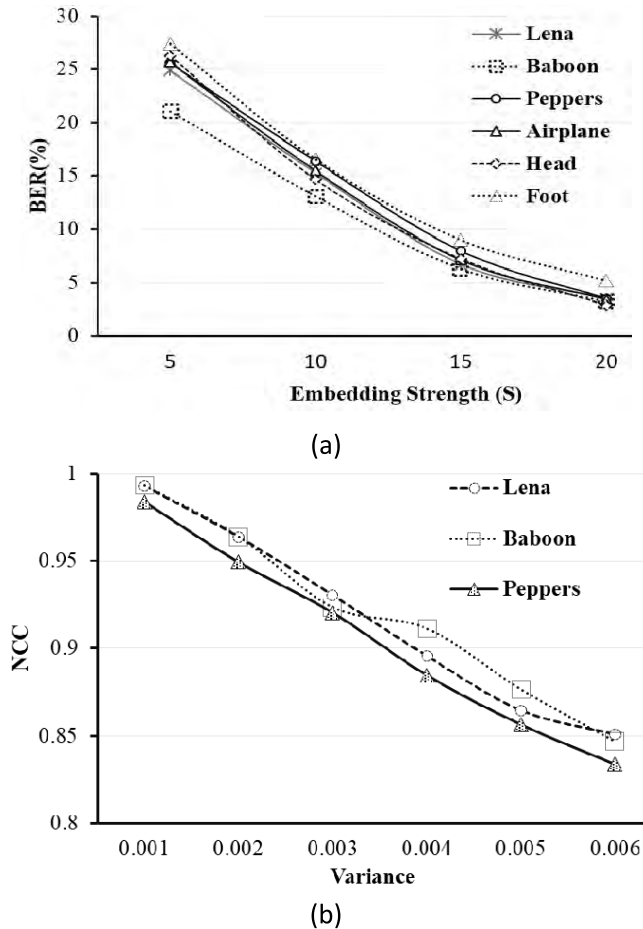 30
25
20
15
10
5
0
BER(%)
Lena
Baboon
Peppers
Airplane
Head
Foot
5 10 15 20
Embedding Strength (S)
(a)
1
0.95
0.9
0.85
0.8
NCC
Lena
Baboon
Peppers
0.001 0.002 0.003 0.004 0.005 0.006
Variance
(b)